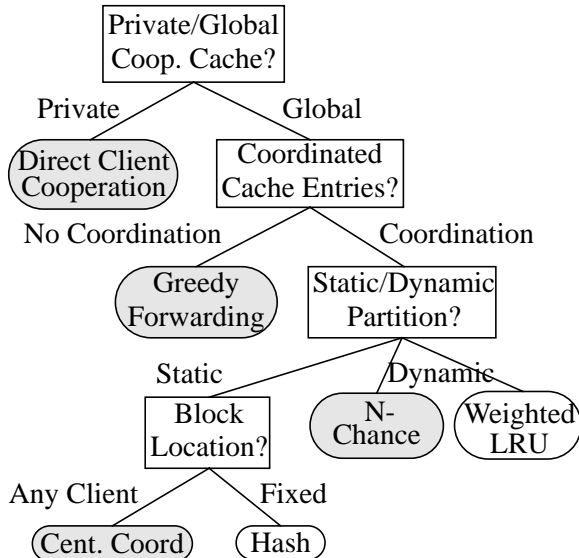 Private/Global
Coop. Cache?
Private
Global
Direct Client
Cooperation
Coordinated
Cache Entries?
No Coordination
Coordination
Greedy
Forwarding
Static/Dynamic
Partition?
Static
Dynamic
Block
Location?
N-
Chance
Weighted
LRU
Any Client
Fixed
Cent. Coord
Hash